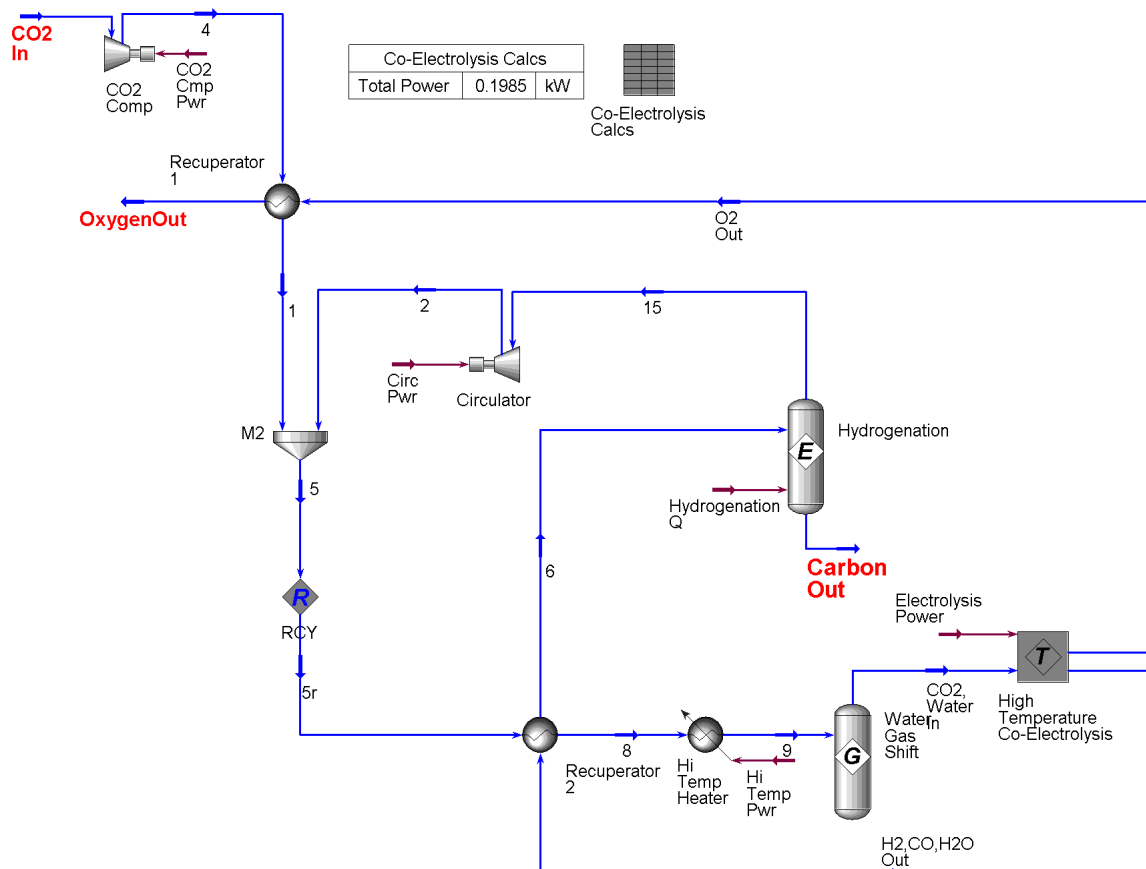 CO2
In
4
CO2
Comp
CO2
Cmp
Pwr
Co-Electrolysis Calcs
Total Power 0.1985 kW
Co-Electrolysis
Calcs
Recuperator
1
OxygenOut
O2
Out
1
2
15
Circ
Pwr
Circulator
M2
Hydrogenation
E
5
Hydrogenation
Q
Carbon
Out
6
R
RCY
Electrolysis
Power
T
5r
CO2,
Water
In
High
Temperature
Co-Electrolysis
Water
Gas
Shift
8
9
G
Recuperator
2
Hi
Temp
Heater
Hi
Temp
Pwr
H2,CO,H2O
Out